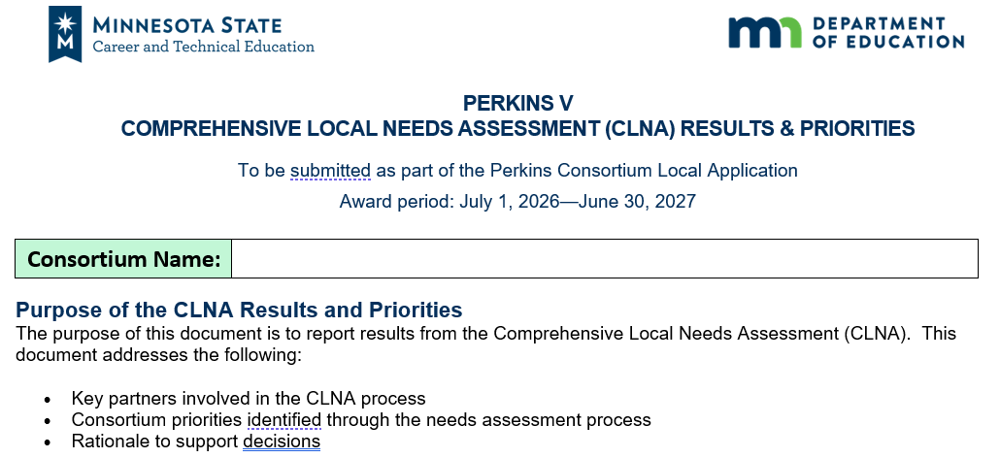 MINNESOTA STATE
Career and Technical Education
M
mn DEPARTMENT
OF EDUCATION
PERKINS V
COMPREHENSIVE LOCAL NEEDS ASSESSMENT (CLNA) RESULTS & PRIORITIES
To be submitted as part of the Perkins Consortium Local Application
Award period: July 1, 2026—June 30, 2027
Consortium Name:
Purpose of the CLNA Results and Priorities
The purpose of this document is to report results from the Comprehensive Local Needs Assessment (CLNA).  This
document addresses the following:
• Key partners involved in the CLNA process
• Consortium priorities identified through the needs assessment process
• Rationale to support decisions